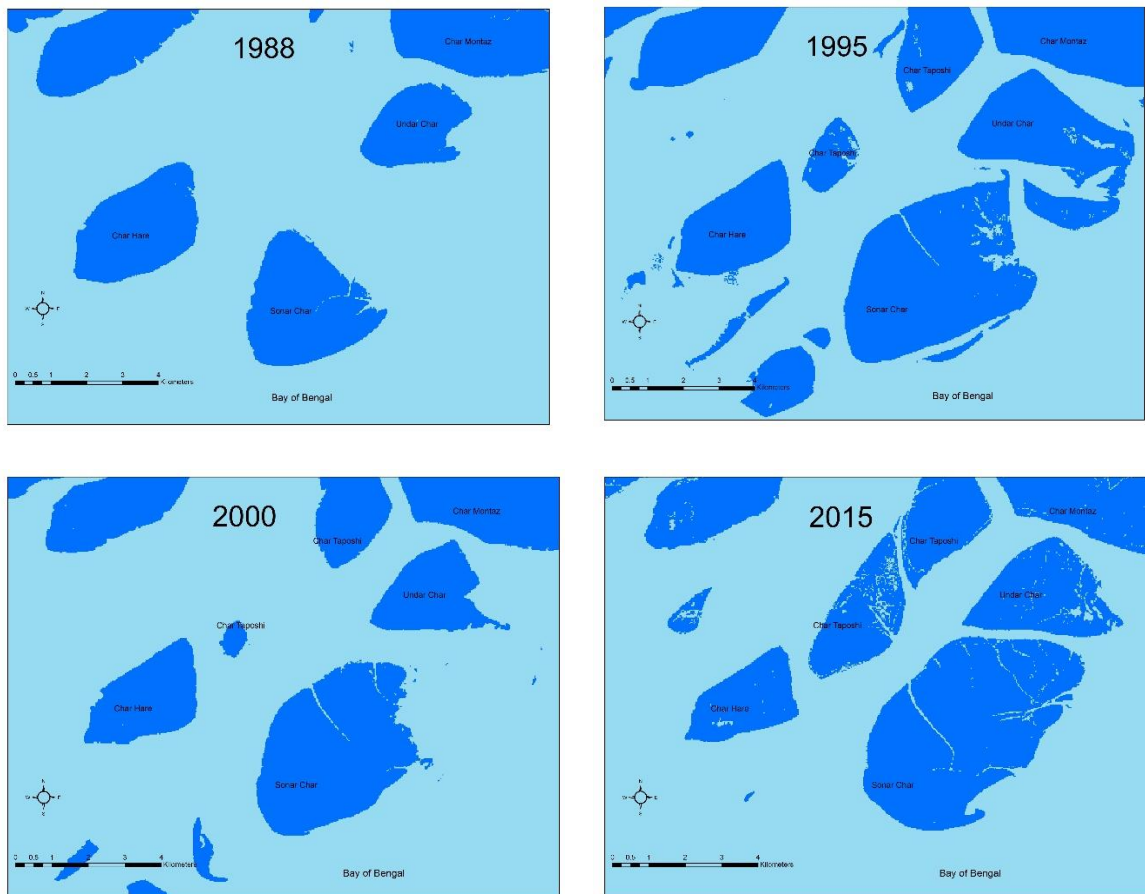 1988
Char Montaz
Undar Char
Char Hare
Sonar Char
N
W E
S
0 0.5 1 2 3 4
Kilometers
Bay of Bengal
1995
Char Montaz
Char Taposhi
Undar Char
Char Taposhi
Char Hare
Sonar Char
N
W E
S
0 0.5 1 2 3 4
Kilometers
Bay of Bengal
2000
Char Montaz
Char Taposhi
Undar Char
Char Taposhi
Char Hare
Sonar Char
N
W E
S
0 0.5 1 2 3 4
Kilometers
Bay of Bengal
2015
Char Montaz
Char Taposhi
Undar Char
Char Taposhi
Char Hare
Sonar Char
N
W E
S
0 0.5 1 2 3 4
Kilometers
Bay of Bengal